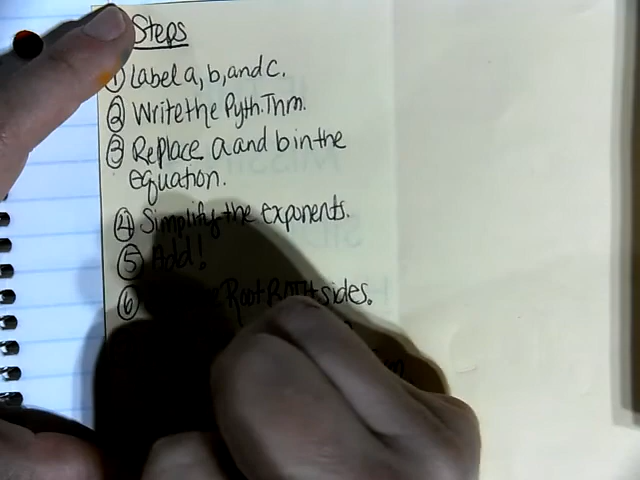 Steps
① Label a, b, and c.
② Write the Pyth. Thm.
③ Replace a and b in the
equation.
④ Simplify the exponents.
⑤ Add!
⑥ Root BOTH sides.